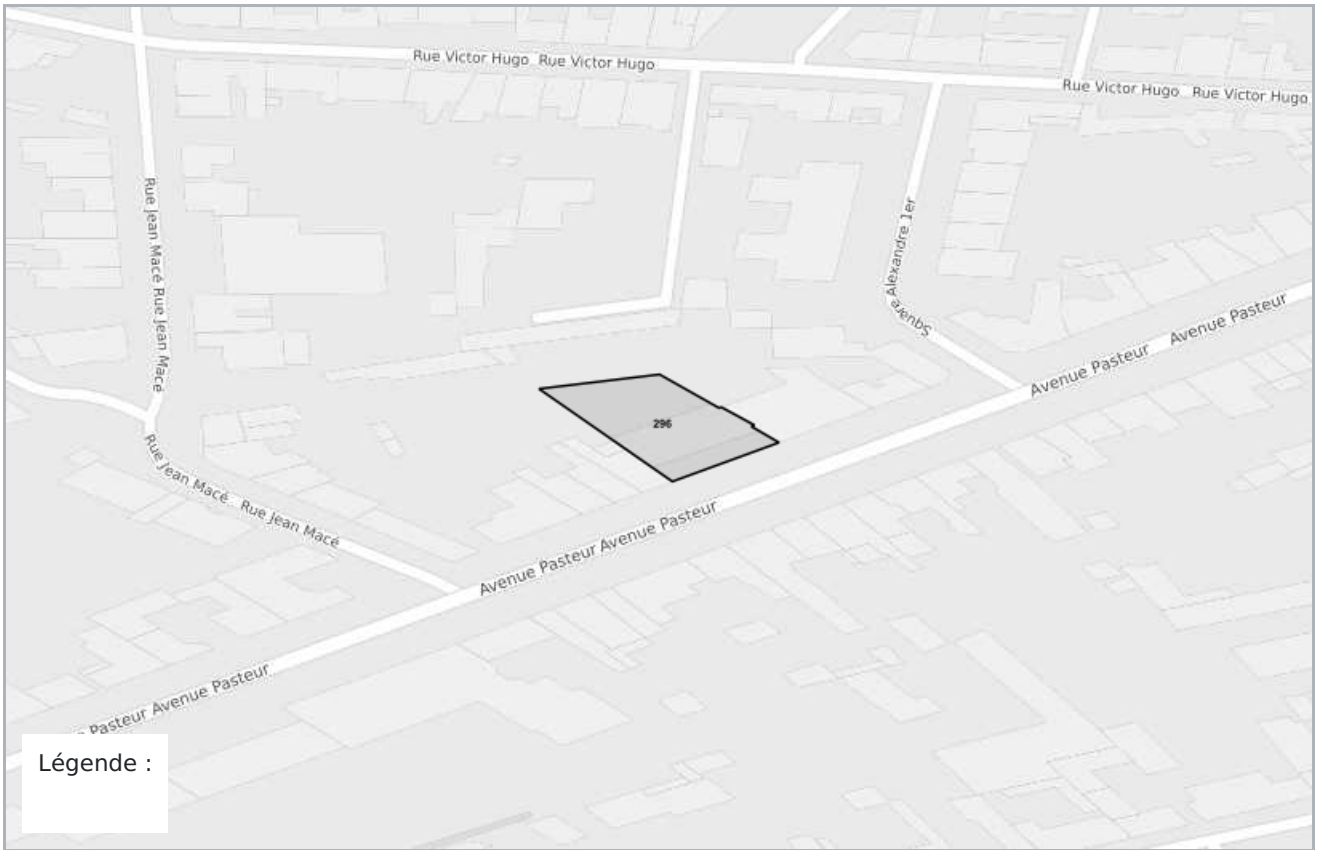 Rue Victor Hugo Rue Victor Hugo
Rue Victor Hugo Rue Victor Hugo
Rue Jean Macé Rue Jean Macé
Square Alexandre 1er
Avenue Pasteur Avenue Pasteur
296
Rue Jean Macé Rue Jean Macé
Avenue Pasteur Avenue Pasteur
Pasteur Avenue Pasteur
Légende :